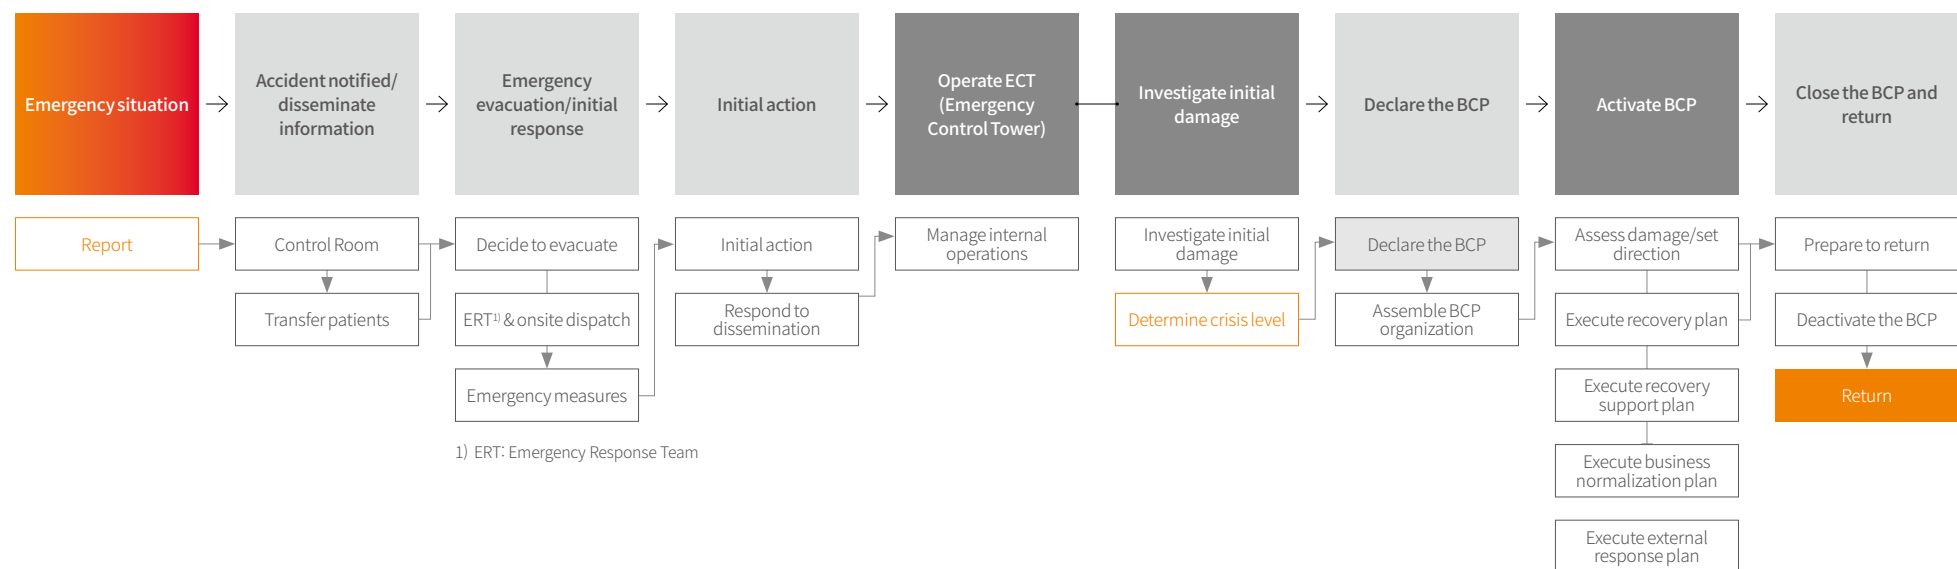 Emergency situation
Accident notified/
disseminate
information
Emergency
evacuation/initial
response
Initial action
Operate ECT
(Emergency
Control Tower)
Investigate initial
damage
Declare the BCP
Activate BCP
Close the BCP and
return
Report
Control Room
Transfer patients
Decide to evacuate
ERT1) & onsite dispatch
Emergency measures
1) ERT: Emergency Response Team
Initial action
Respond to
dissemination
Manage internal
operations
Investigate initial
damage
Determine crisis level
Declare the BCP
Assemble BCP
organization
Assess damage/set
direction
Execute recovery plan
Execute recovery
support plan
Execute business
normalization plan
Execute external
response plan
Prepare to return
Deactivate the BCP
Return